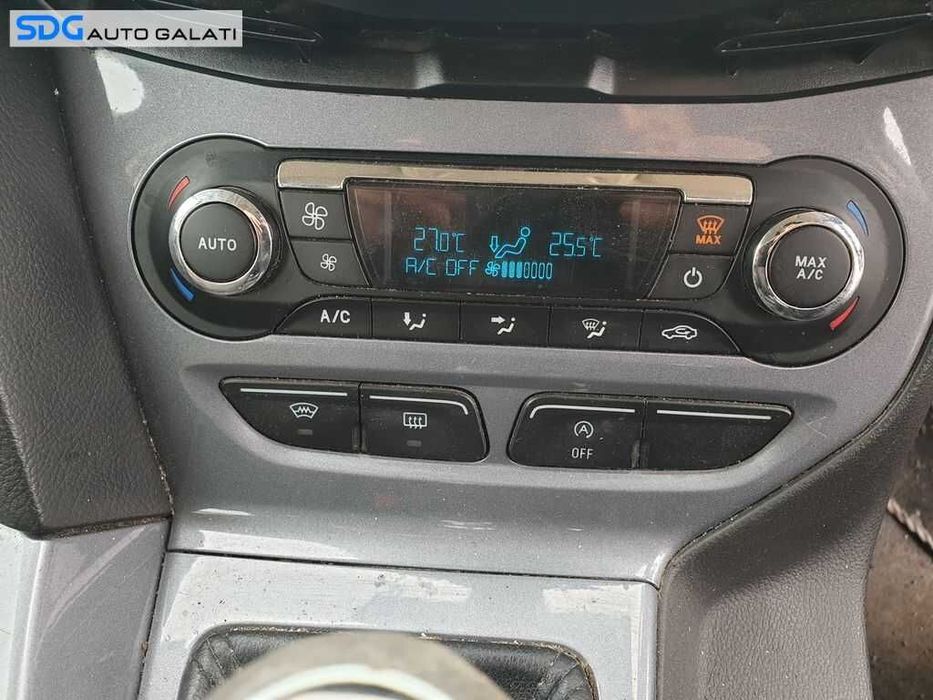 SDG AUTO GALATI
AUTO
27.0°C 25.5°C
A/C OFF
MAX
MAX
A/C
A/C
A
OFF